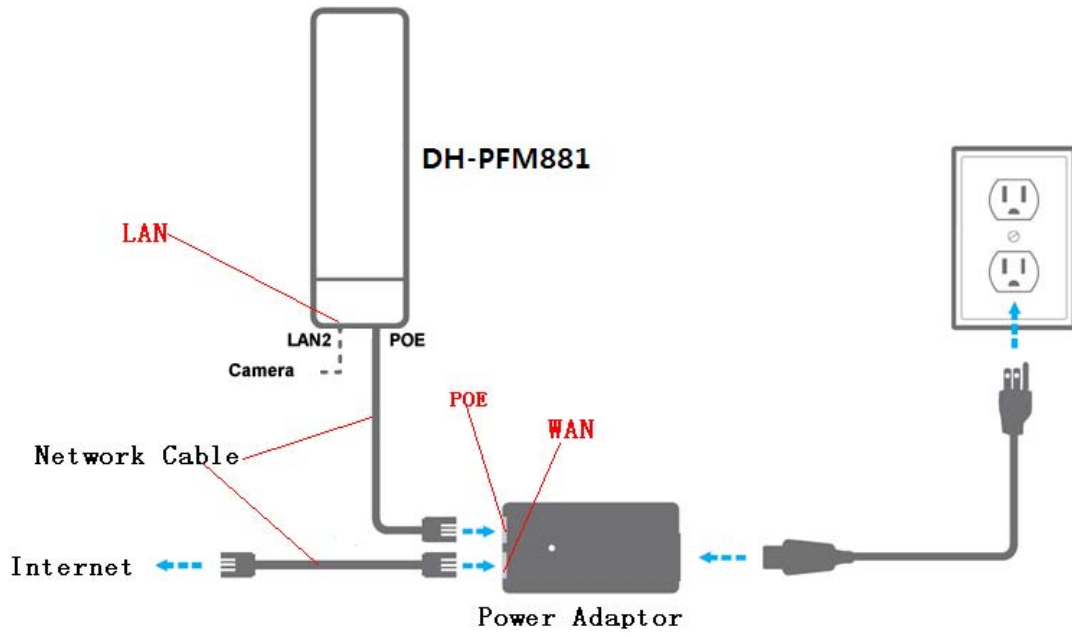 DH-PFM881
LAN
LAN2
POE
Camera
POE
WAN
Network Cable
Internet
Power Adaptor